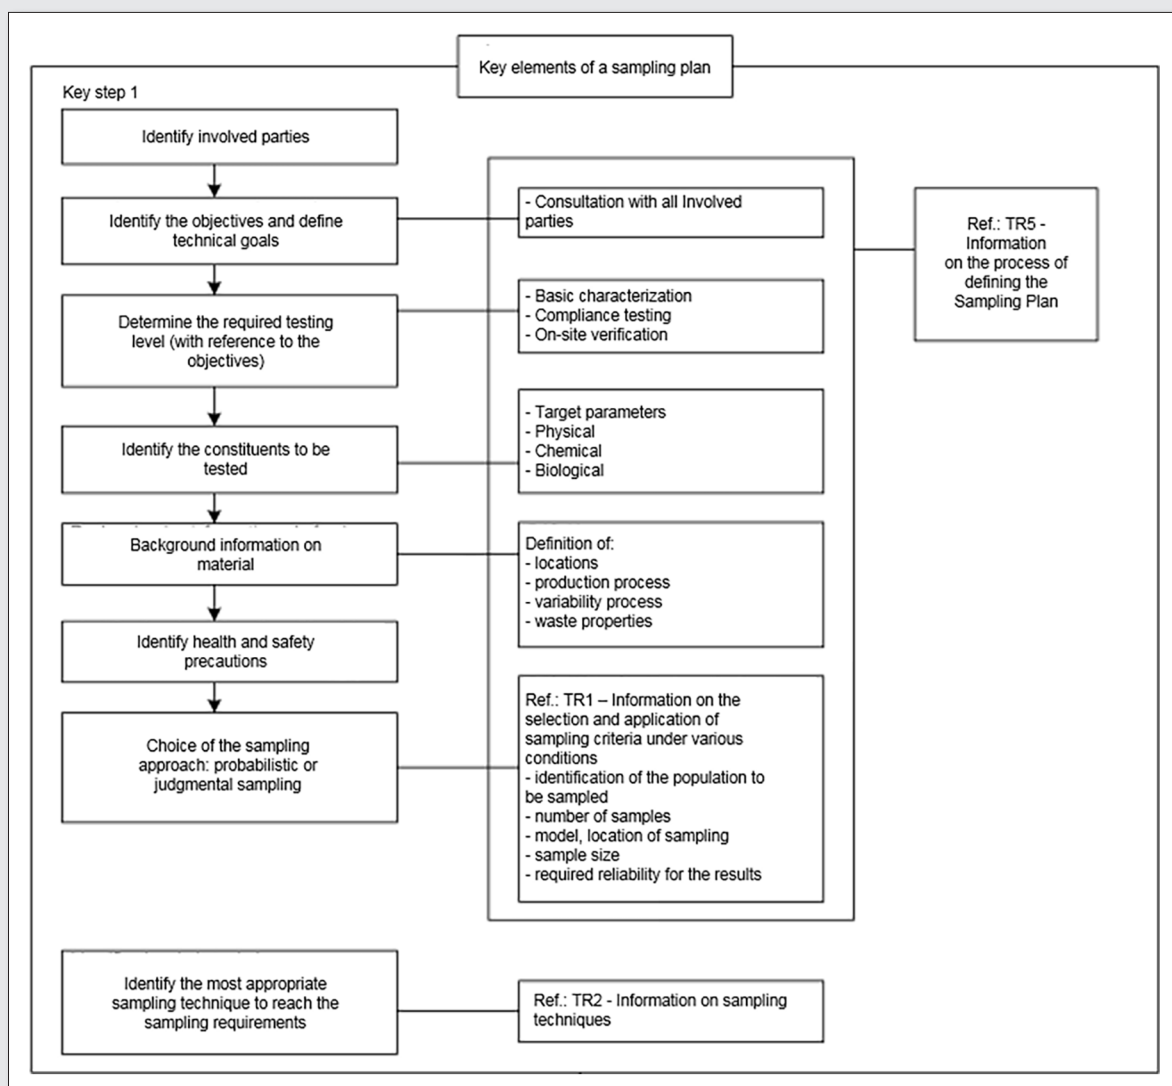 Key elements of a sampling plan
Key step 1
Identify involved parties
Identify the objectives and define
technical goals
- Consultation with all Involved
parties
Ref.: TR5 -
Information
on the process of
defining the
Sampling Plan
Determine the required testing
level (with reference to the
objectives)
- Basic characterization
- Compliance testing
- On-site verification
Identify the constituents to be
tested
- Target parameters
- Physical
- Chemical
- Biological
Background information on
material
Definition of:
- locations
- production process
- variability process
- waste properties
Identify health and safety
precautions
Choice of the sampling
approach: probabilistic or
judgmental sampling
Ref.: TR1 – Information on the
selection and application of
sampling criteria under various
conditions
- identification of the population to
be sampled
- number of samples
- model, location of sampling
- sample size
- required reliability for the results
Identify the most appropriate
sampling technique to reach the
sampling requirements
Ref.: TR2 - Information on sampling
techniques